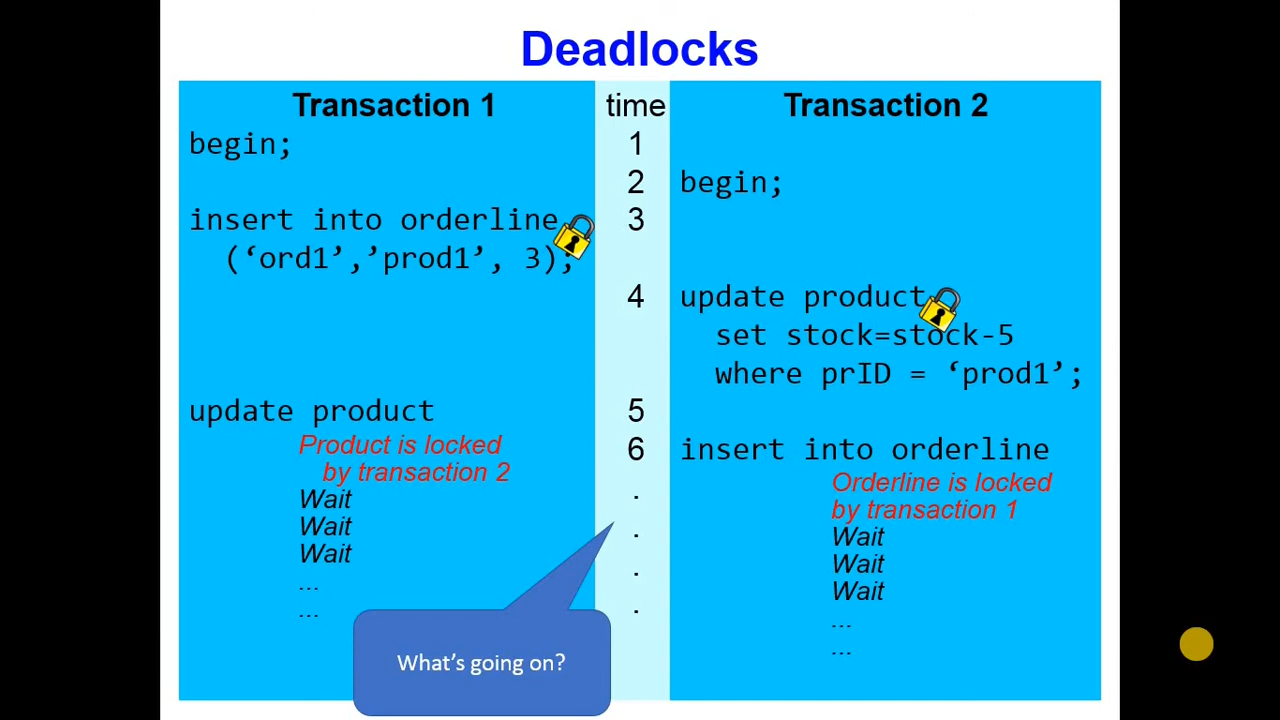 Deadlocks
Transaction 1 time Transaction 2
begin; 1
2 begin;
insert into orderline 3
(‘ord1’,’prod1’, 3);
4 update product
set stock=stock-5
where prID = ‘prod1’;
update product 5
Product is locked
by transaction 2
6 insert into orderline
Orderline is locked
by transaction 1
Wait
Wait
Wait
...
...
.
.
.
.
Wait
Wait
Wait
...
...
What’s going on?